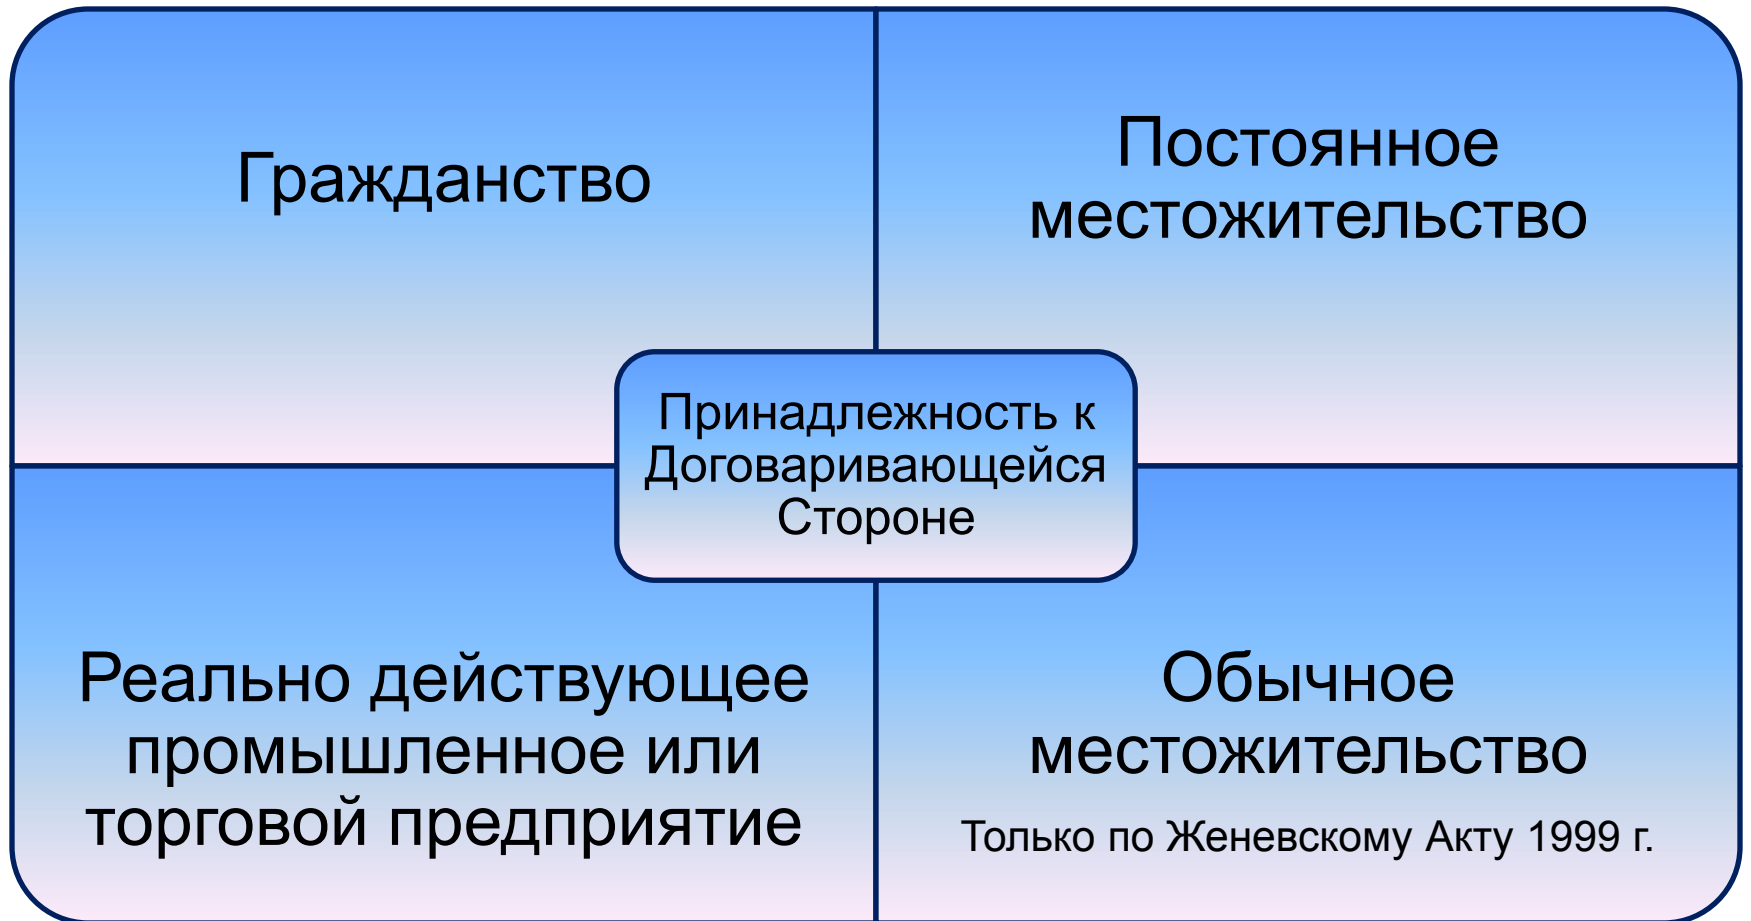 Гражданство
Постоянное
местожительство
Принадлежность к
Договаривающейся
Стороне
Реально действующее
промышленное или
торговой предприятие
Обычное
местожительство
Только по Женевскому Акту 1999 г.